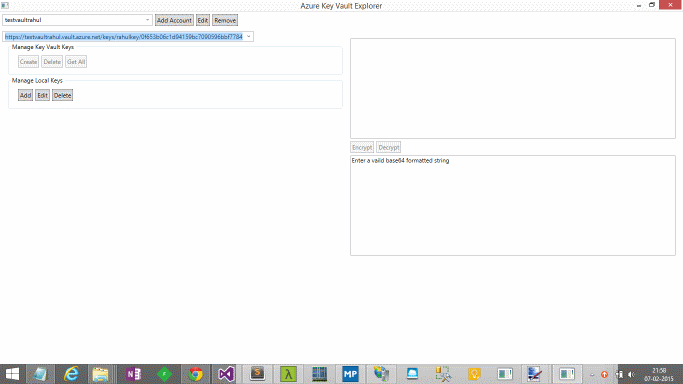 Azure Key Vault Explorer
testvaultrahul
Add Account Edit Remove
https://testvaultrahul.vault.azure.net/keys/rahulkey/0f653b06c1d94159bc7090596bbf7784
Manage Key Vault Keys
Create Delete Get All
Manage Local Keys
Add Edit Delete
Encrypt Decrypt
Enter a vaild base64 formatted string
MP
21:58
07-02-2015